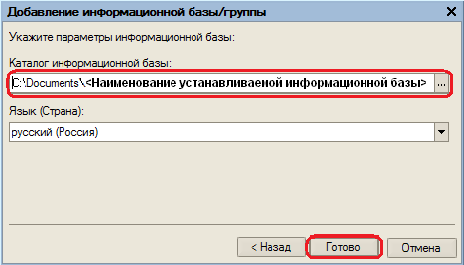 Добавление информационной базы/группы
Укажите параметры информационной базы:
Каталог информационной базы:
C:\Documents\<Наименование устанавливаеной информационной базы>
...
Язык (Страна):
русский (Россия)
< Назад
Готово
Отмена